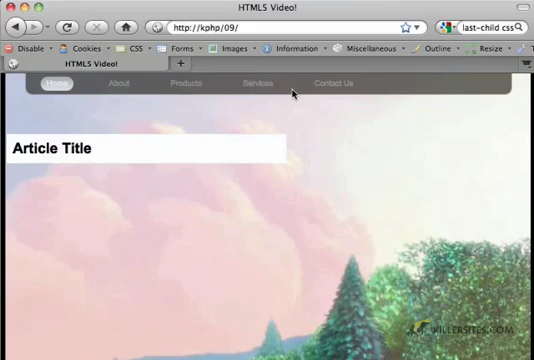 HTML5 Video!
http://kphp/09/
last-child css
Disable Cookies CSS Forms Images Information Miscellaneous Outline Resize
HTML5 Video!
Home About Products Services Contact Us
Article Title
KILLERSITES.COM